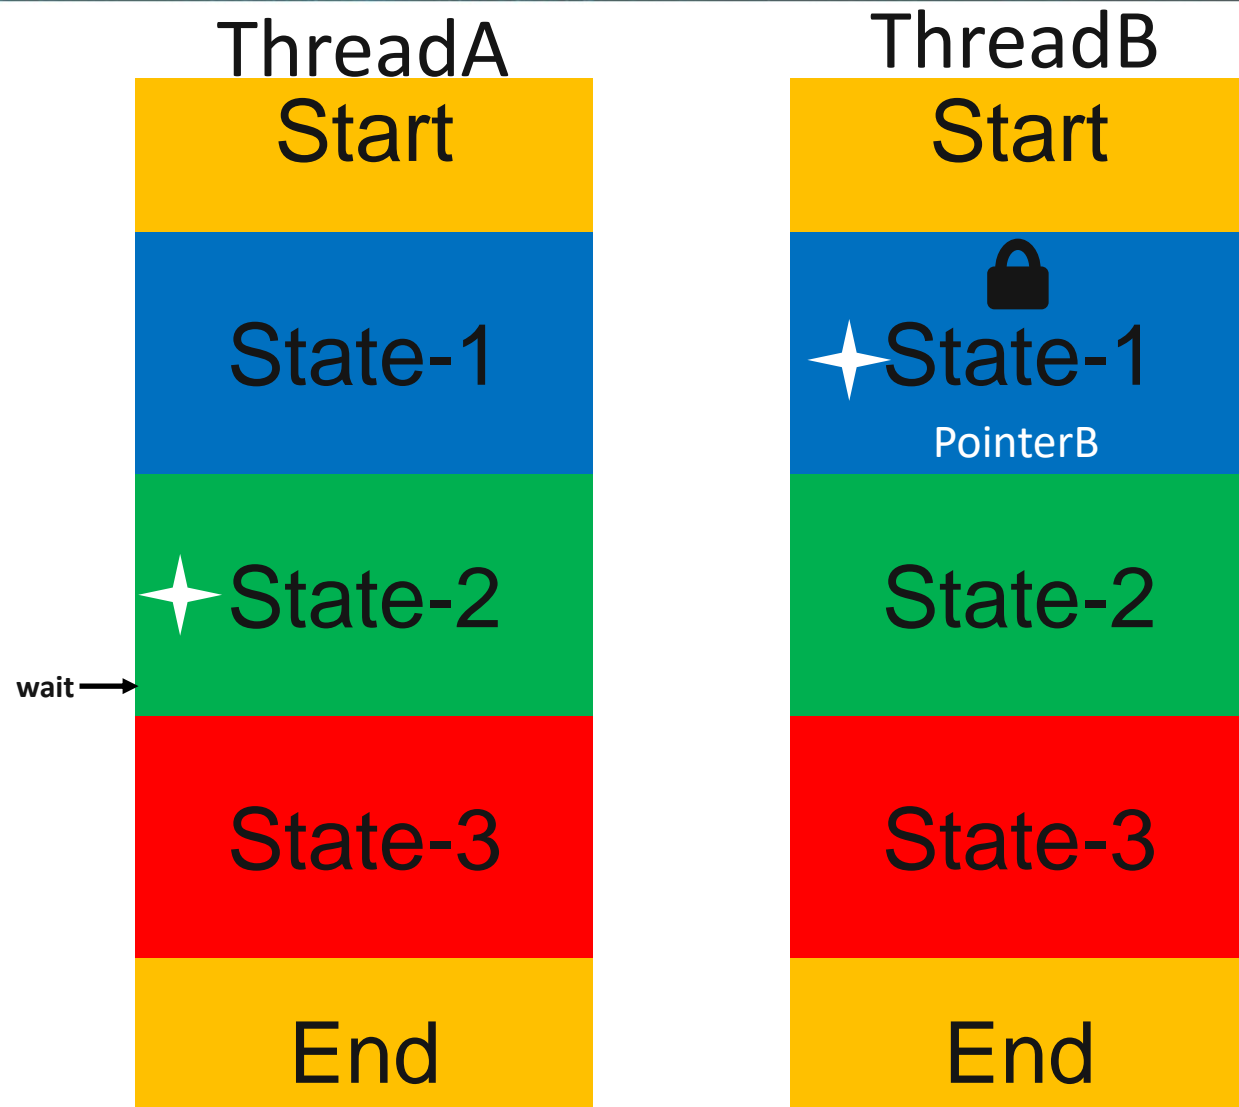 ThreadA
Start
State-1
State-2
wait
State-3
End
ThreadB
Start
State-1
PointerB
State-2
State-3
End